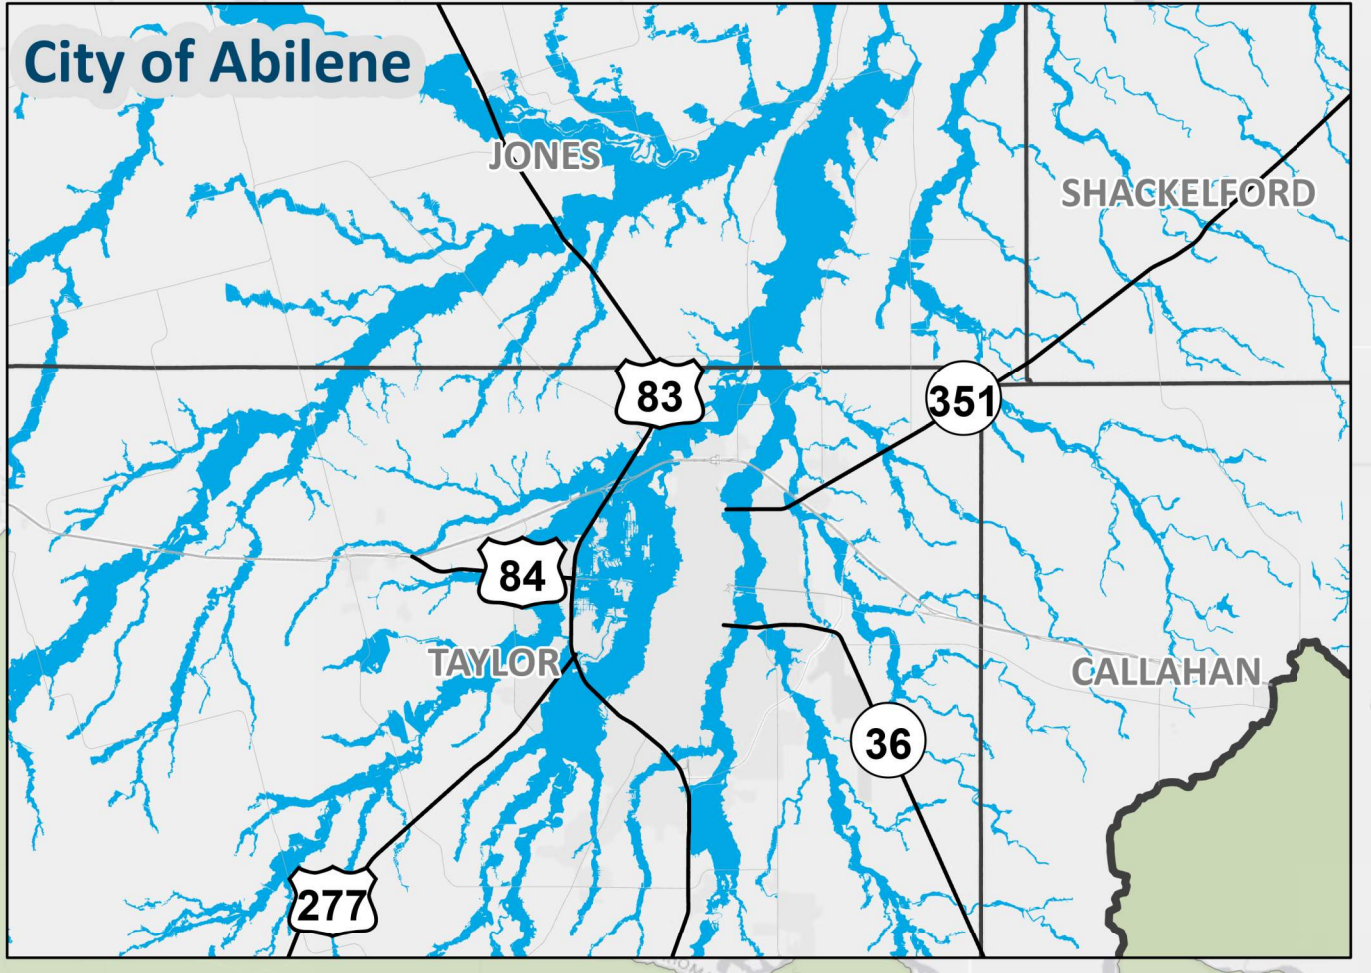 City of Abilene
JONES
SHACKELFORD
83
351
84
TAYLOR
CALLAHAN
36
277